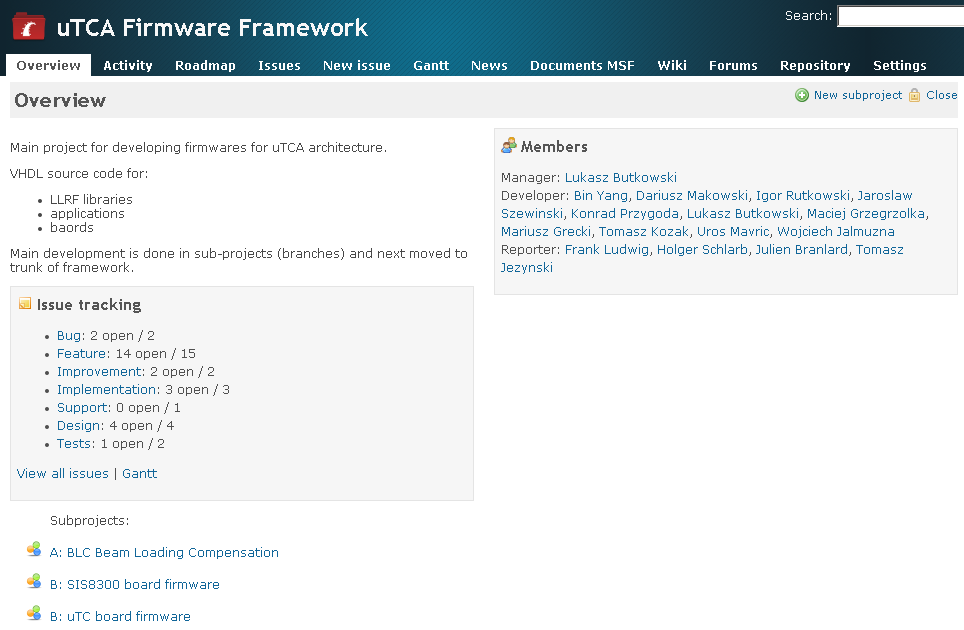 uTCA Firmware Framework
Search:
Overview Activity Roadmap Issues New issue Gantt News Documents MSF Wiki Forums Repository Settings
Overview
New subproject Close
Main project for developing firmwares for uTCA architecture.
VHDL source code for:
LLRF libraries
applications
baords
Main development is done in sub-projects (branches) and next moved to
trunk of framework.
Issue tracking
Bug: 2 open / 2
Feature: 14 open / 15
Improvement: 2 open / 2
Implementation: 3 open / 3
Support: 0 open / 1
Design: 4 open / 4
Tests: 1 open / 2
View all issues | Gantt
Subprojects:
A: BLC Beam Loading Compensation
B: SIS8300 board firmware
B: uTC board firmware
Members
Manager: Lukasz Butkowski
Developer: Bin Yang, Dariusz Makowski, Igor Rutkowski, Jaroslaw
Szewinski, Konrad Przygoda, Lukasz Butkowski, Maciej Grzegrzolka,
Mariusz Grecki, Tomasz Kozak, Uros Mavric, Wojciech Jalmuzna
Reporter: Frank Ludwig, Holger Schlarb, Julien Branlard, Tomasz
Jezynski